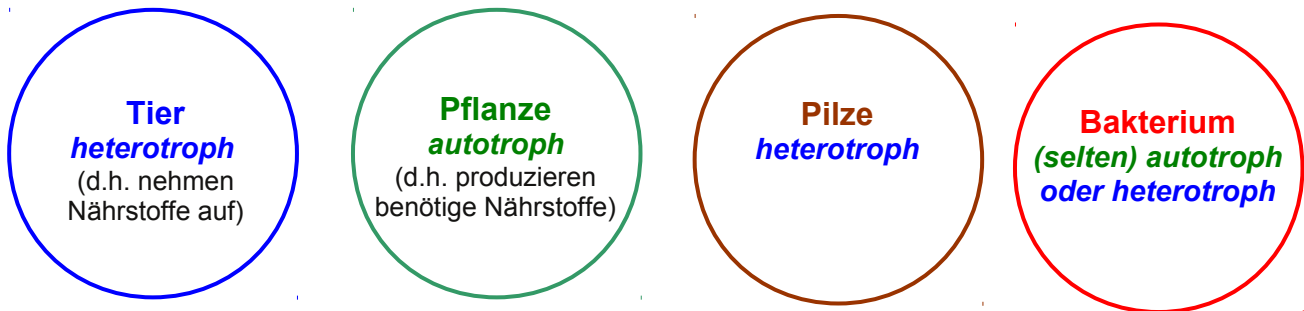 Tier
heterotroph
(d.h. nehmen
Nährstoffe auf)
Pflanze
autotroph
(d.h. produzieren
benötige Nährstoffe)
Pilze
heterotroph
Bakterium
(selten) autotroph
oder heterotroph